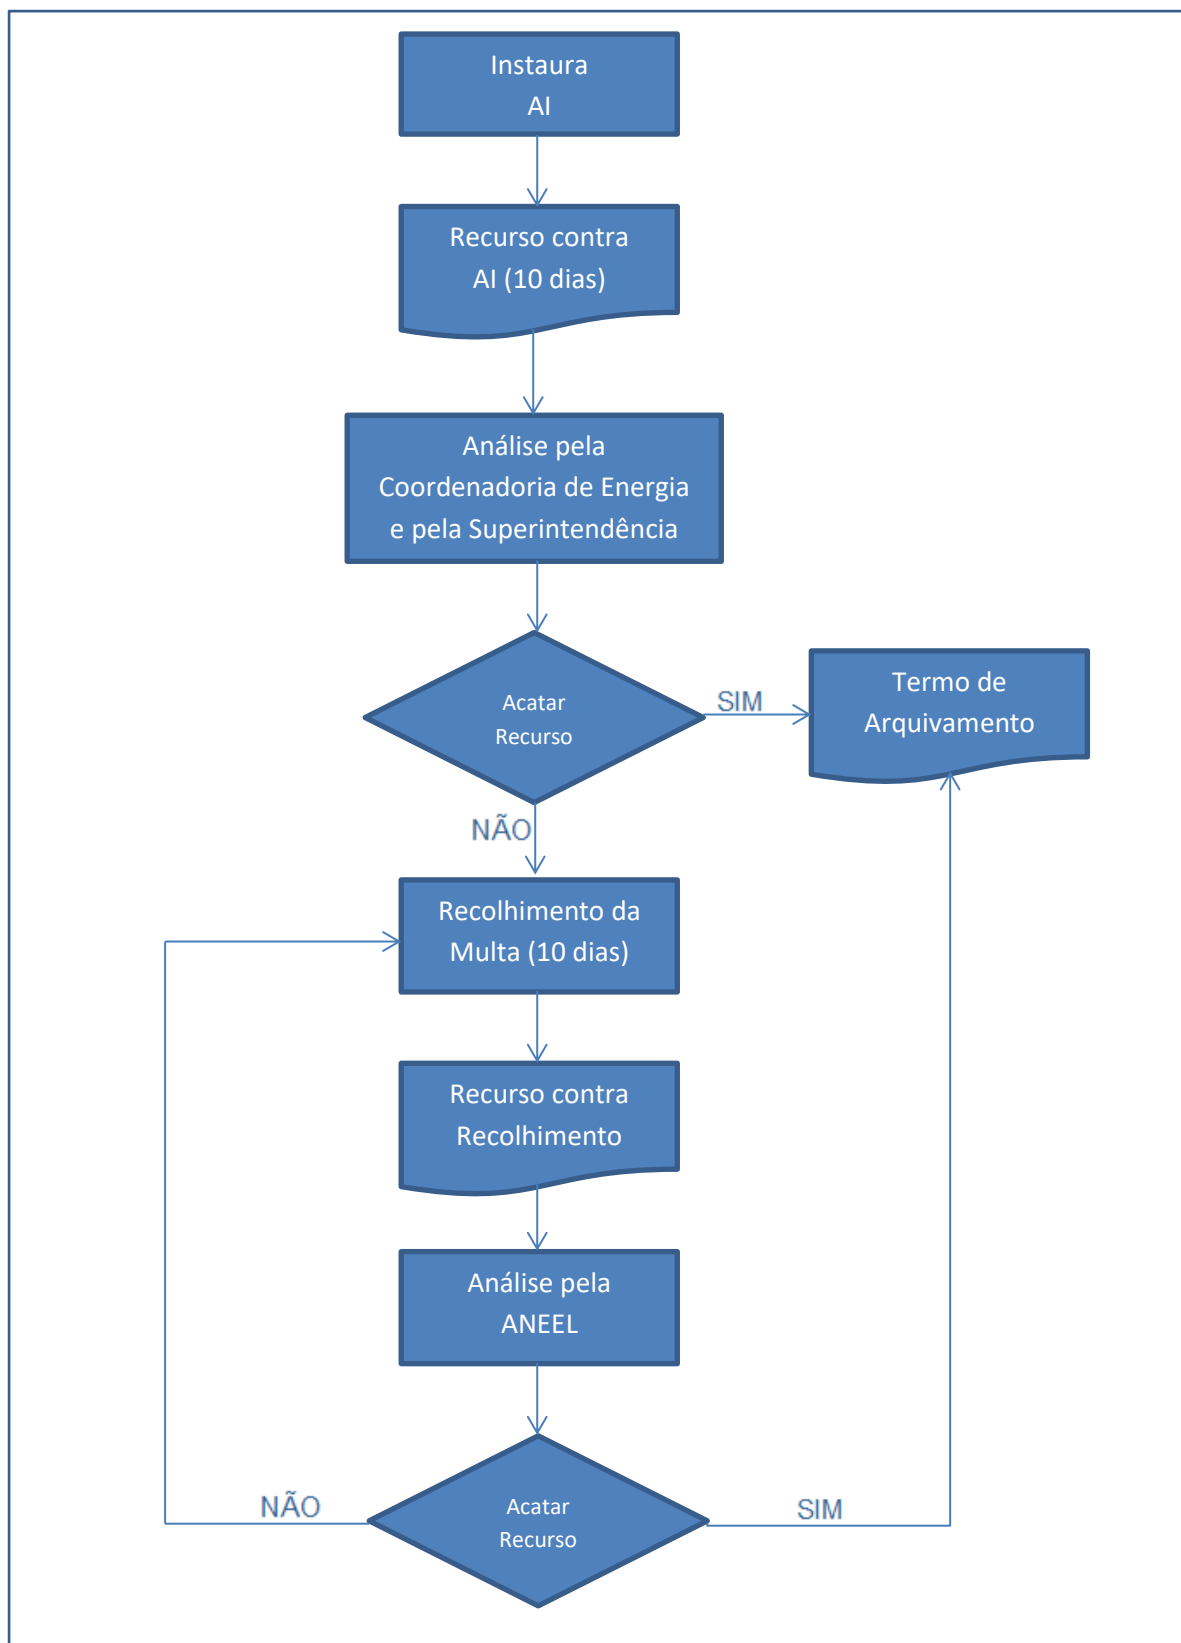 Instaura
AI
Recurso contra
AI (10 dias)
Análise pela
Coordenadoria de Energia
e pela Superintendência
Acatar
Recurso
SIM
Termo de
Arquivamento
NÃO
Recolhimento da
Multa (10 dias)
Recurso contra
Recolhimento
Análise pela
ANEEL
Acatar
Recurso
NÃO
SIM